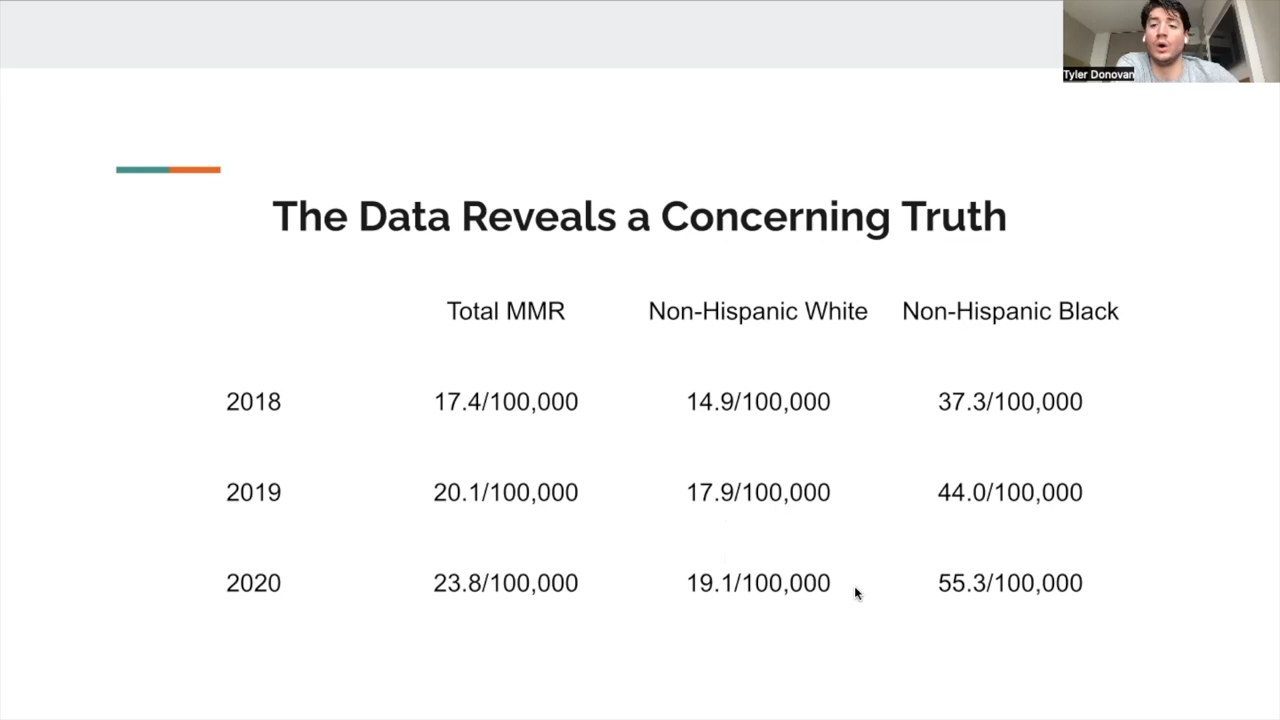 Tyler Donovan
The Data Reveals a Concerning Truth
Total MMR Non-Hispanic White Non-Hispanic Black
2018 17.4/100,000 14.9/100,000 37.3/100,000
2019 20.1/100,000 17.9/100,000 44.0/100,000
2020 23.8/100,000 19.1/100,000 55.3/100,000